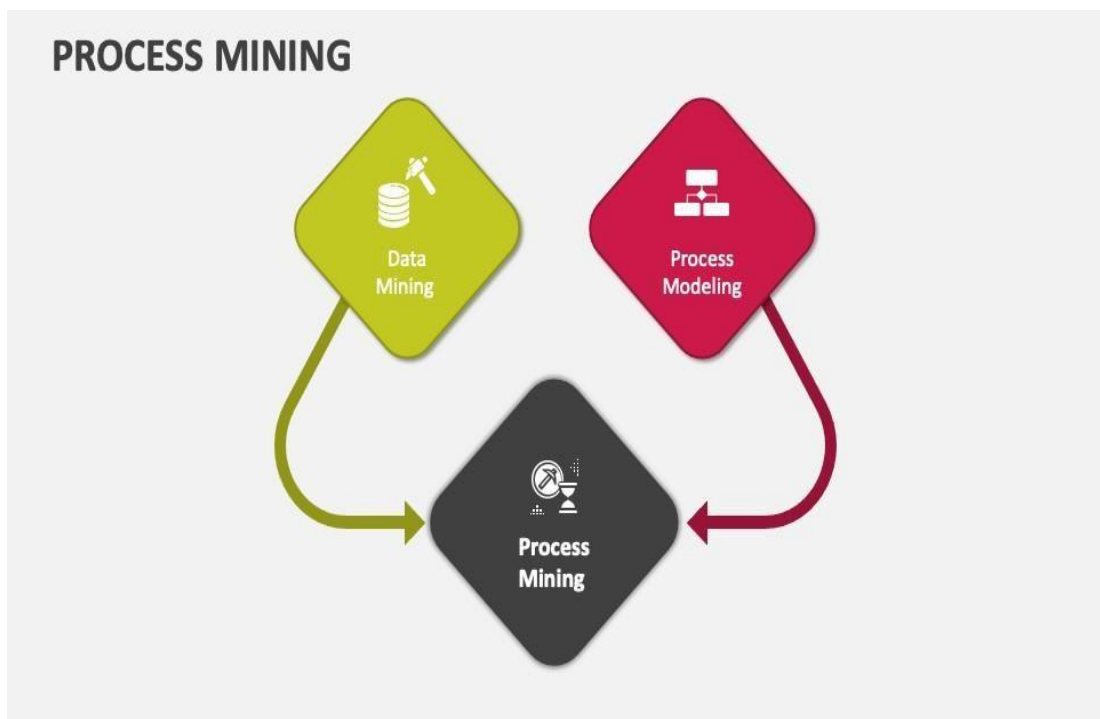 PROCESS MINING
Data
Mining
Process
Modeling
Process
Mining